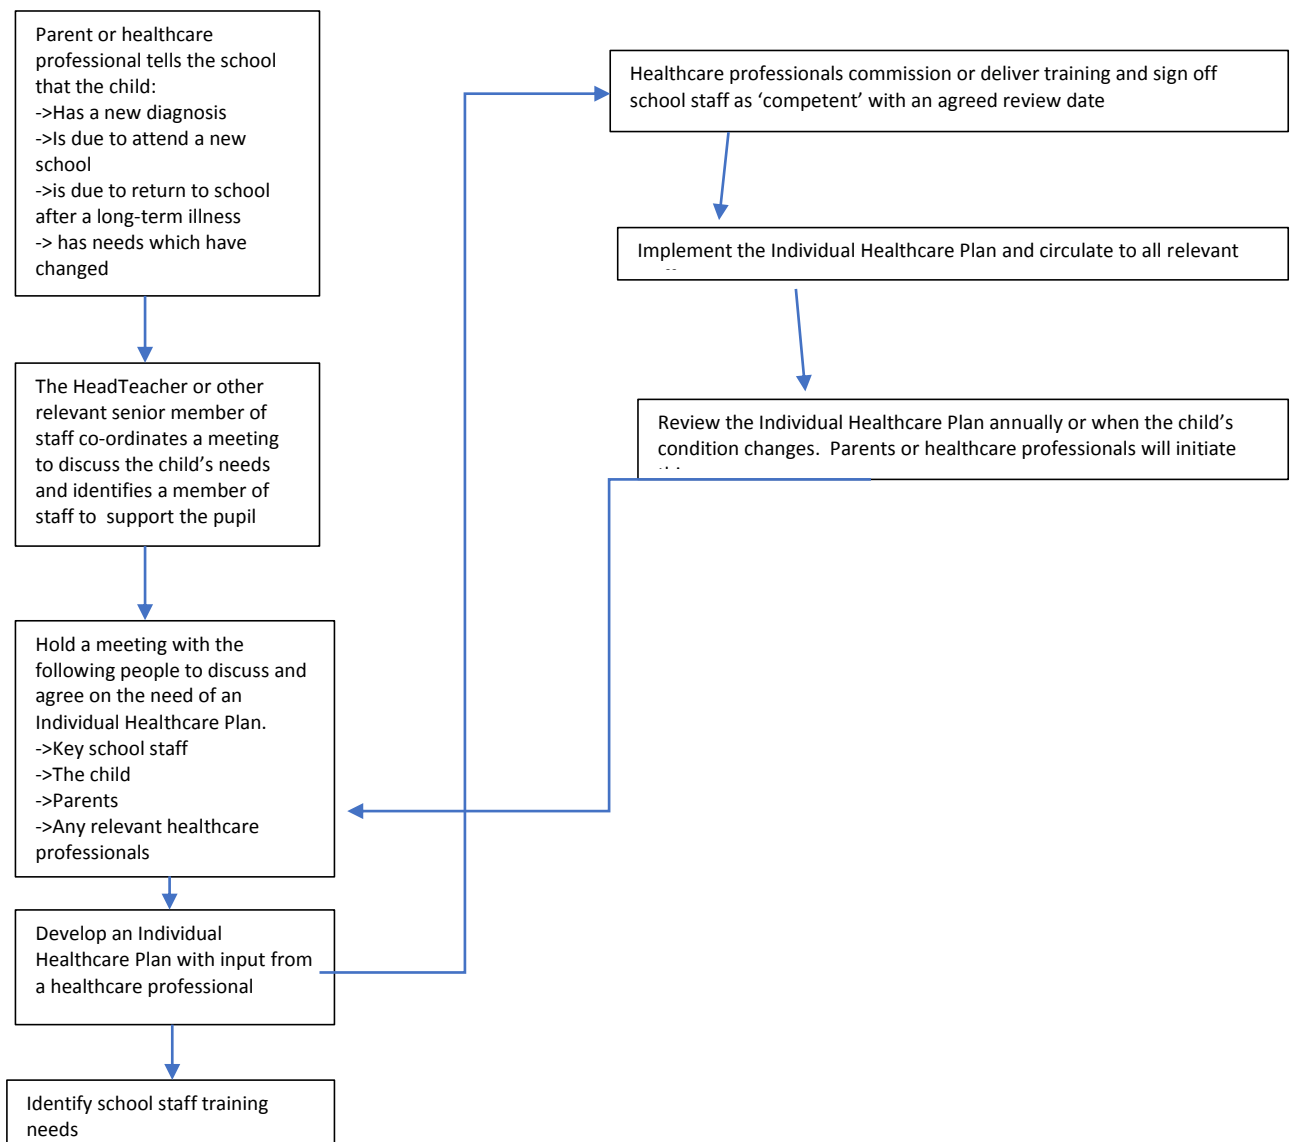 Parent or healthcare
professional tells the school
that the child:
->Has a new diagnosis
->Is due to attend a new
school
->is due to return to school
after a long-term illness
-> has needs which have
changed
The HeadTeacher or other
relevant senior member of
staff co-ordinates a meeting
to discuss the child’s needs
and identifies a member of
staff to  support the pupil
Hold a meeting with the
following people to discuss and
agree on the need of an
Individual Healthcare Plan.
->Key school staff
->The child
->Parents
->Any relevant healthcare
professionals
Develop an Individual
Healthcare Plan with input from
a healthcare professional
Identify school staff training
needs
Healthcare professionals commission or deliver training and sign off
school staff as ‘competent’ with an agreed review date
Implement the Individual Healthcare Plan and circulate to all relevant
Review the Individual Healthcare Plan annually or when the child’s
condition changes.  Parents or healthcare professionals will initiate